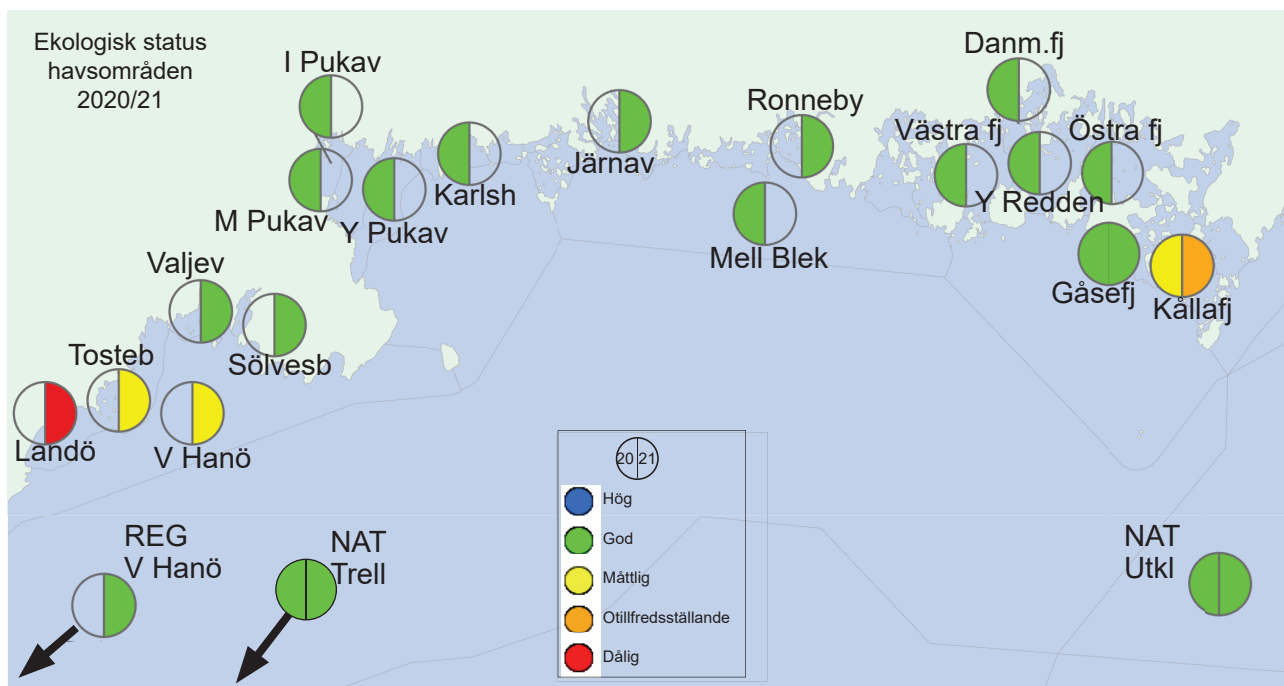 Ekologisk status
havsområden
2020/21
I Pukav
Danm.fj
Ronneby
Västra fj
Östra fj
Järnav
Karlsh
M Pukav
Y Pukav
Y Redden
Mell Blek
Valjev
Gåsefj
Kållafj
Tosteb
Sölvesb
Landö
V Hanö
20 21
Hög
God
Måttlig
Otillfredsställande
Dålig
REG
V Hanö
NAT
Trell
NAT
Utkl